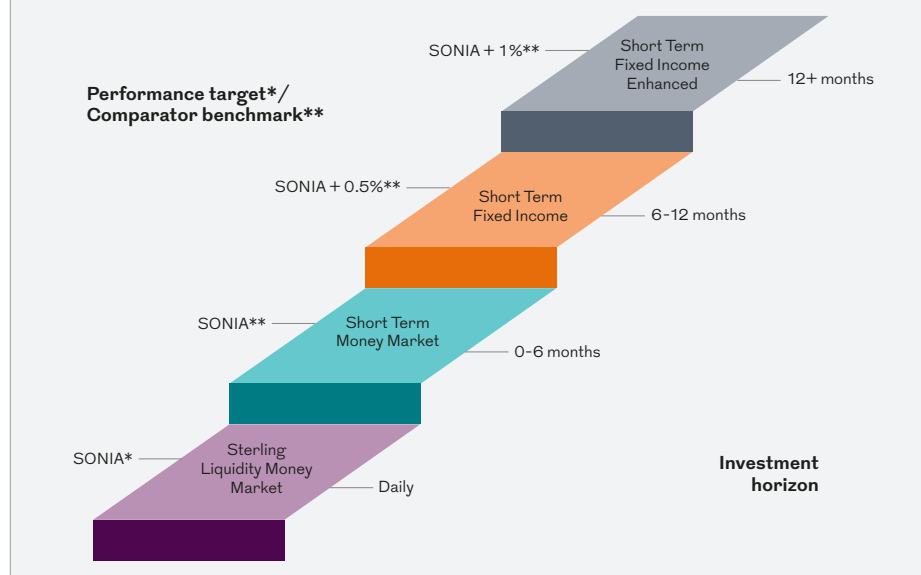 SONIA + 1%**
Short Term
Fixed Income
Enhanced
12+ months
Performance target*/
Comparator benchmark**
SONIA + 0.5%**
Short Term
Fixed Income
6-12 months
SONIA**
Short Term
Money Market
0-6 months
SONIA*
Sterling
Liquidity Money
Market
Daily
Investment
horizon